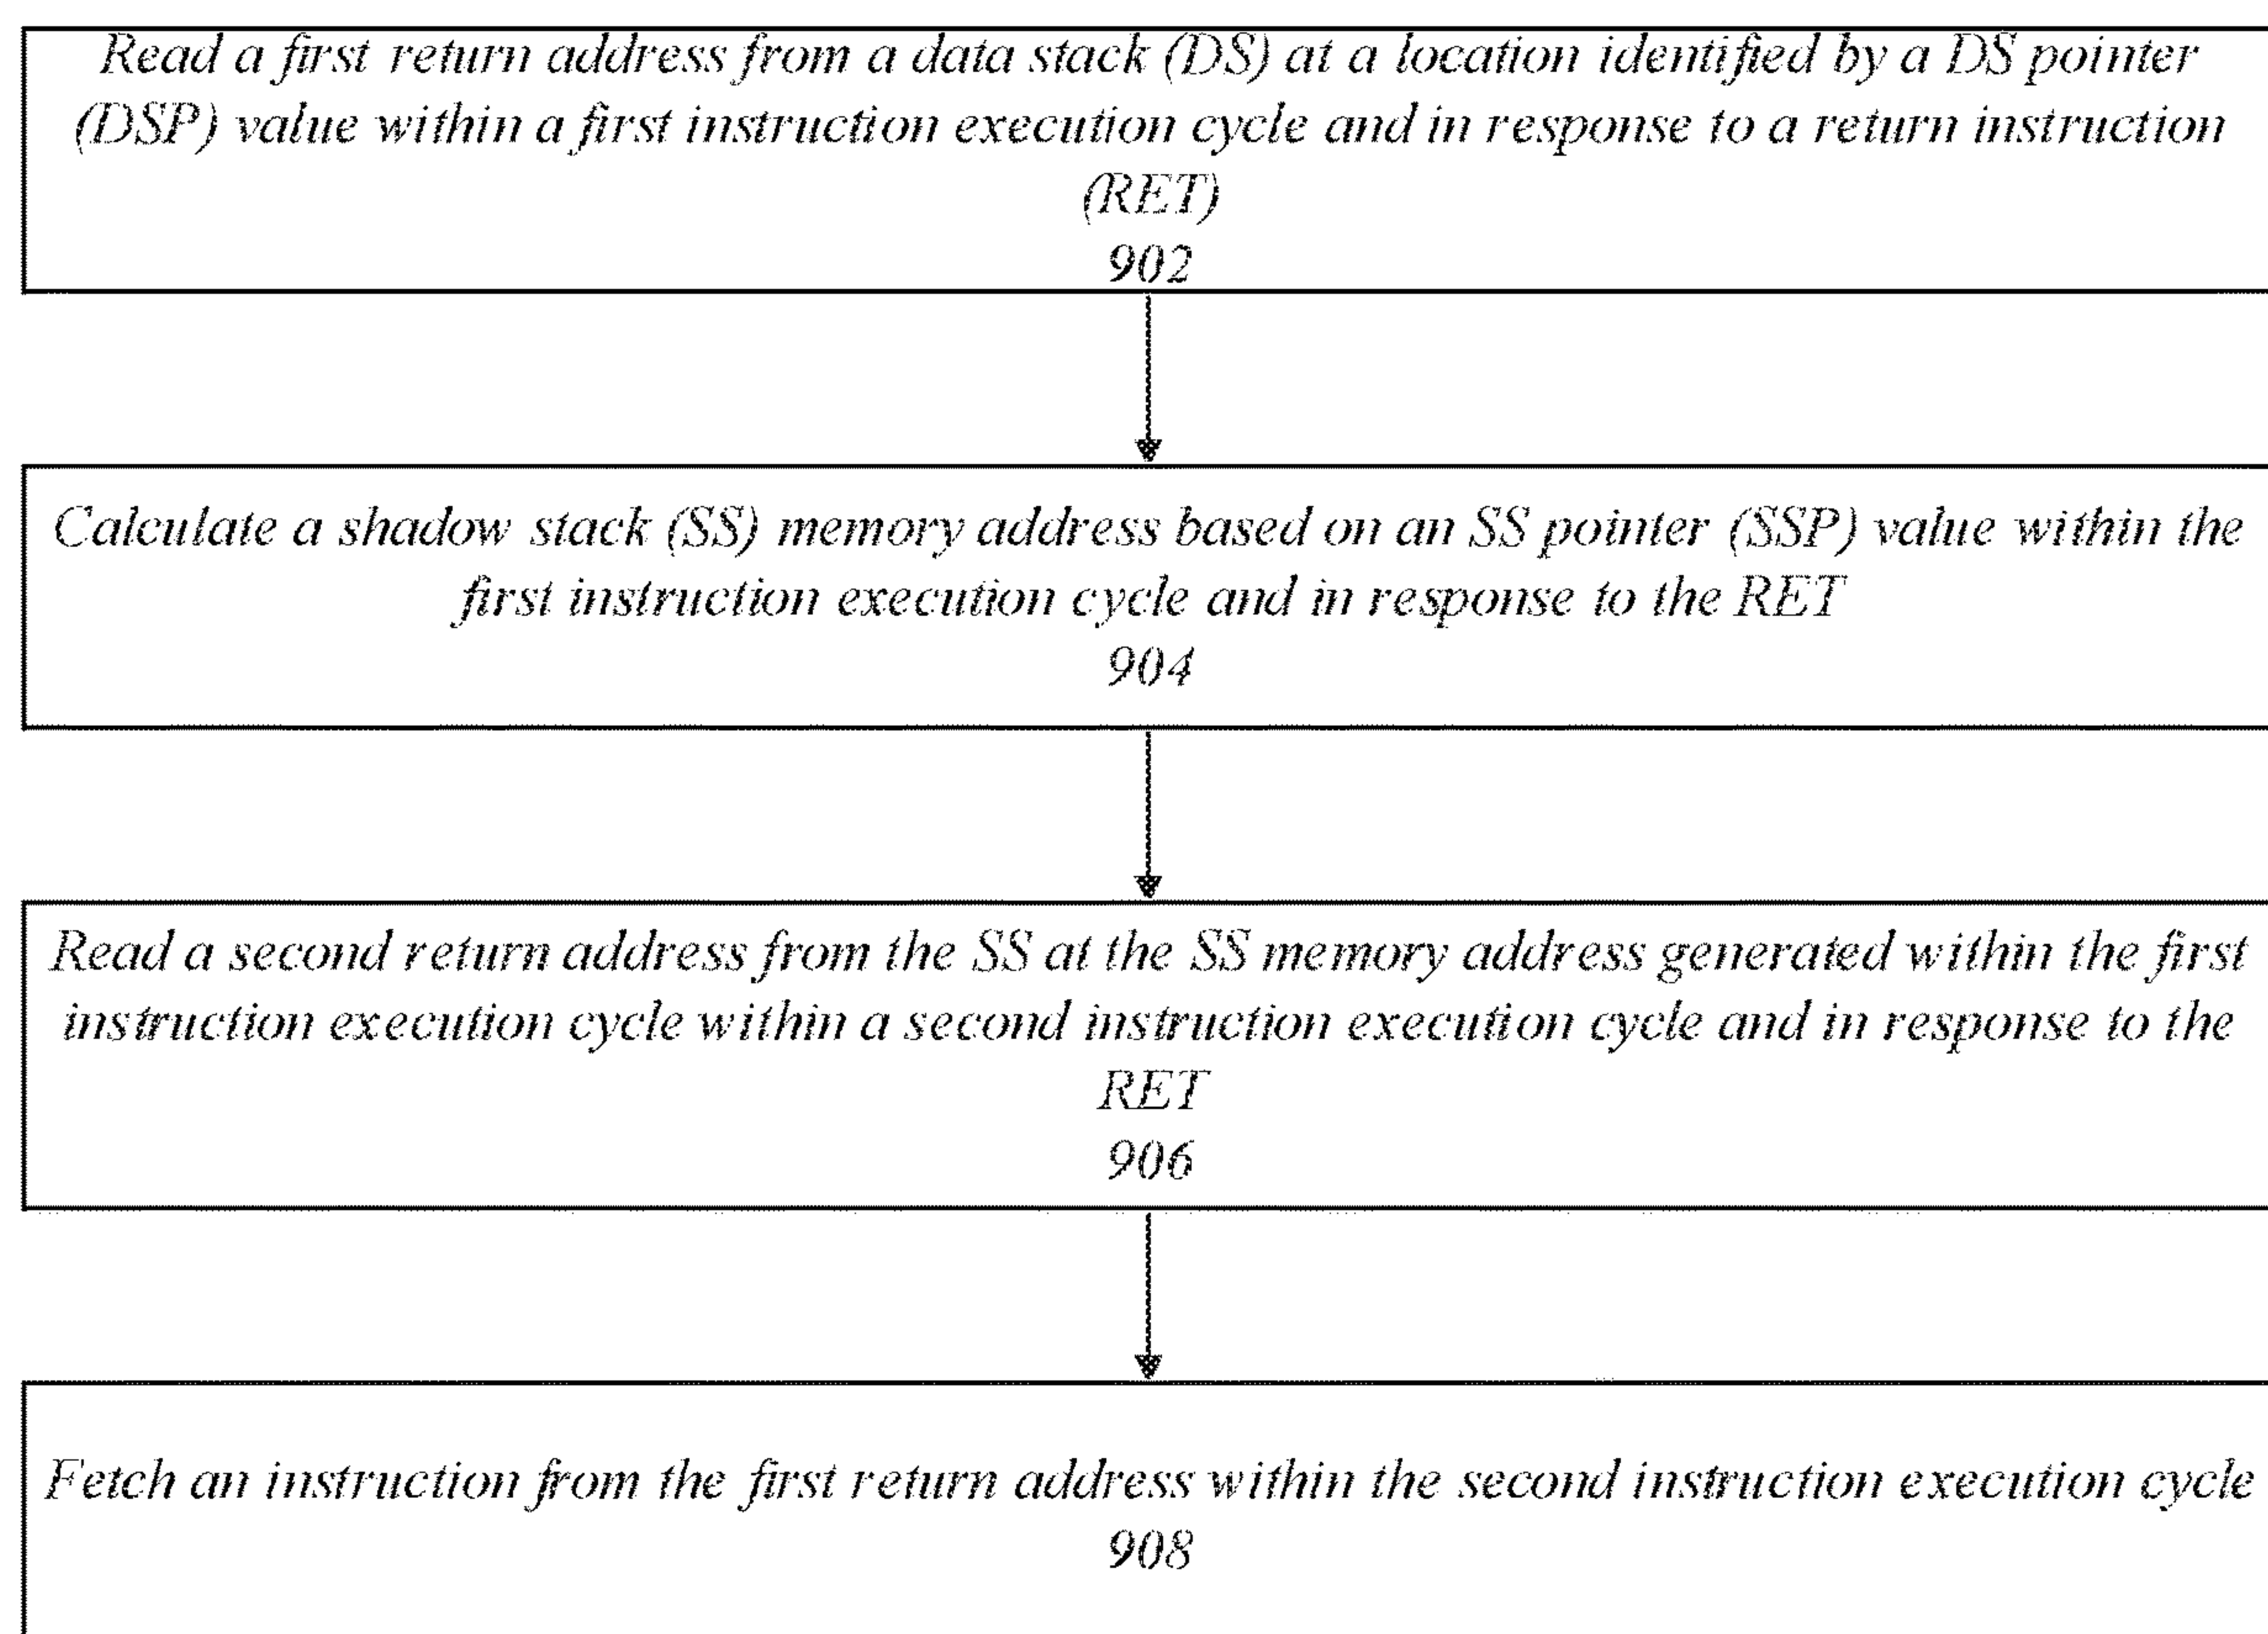 Read a first return address from a data stack (DS) at a location identified by a DS pointer
(DSP) value within a first instruction execution cycle and in response to a return instruction
(RET)
902
Calculate a shadow stack (SS) memory address based on an SS pointer (SSP) value within the
first instruction execution cycle and in response to the RET
904
Read a second return address from the SS at the SS memory address generated within the first
instruction execution cycle within a second instruction execution cycle and in response to the
RET
906
Fetch an instruction from the first return address within the second instruction execution cycle
908